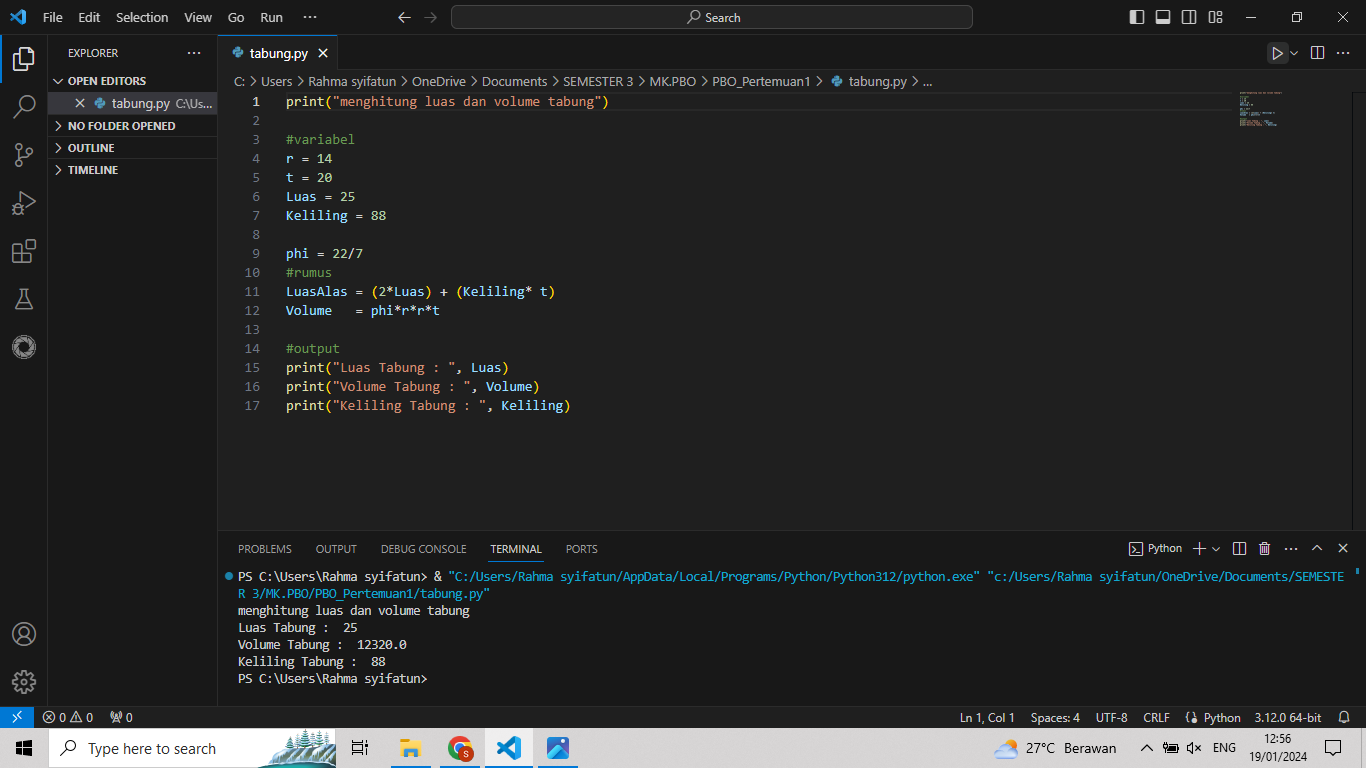 File Edit Selection View Go Run ··· Search
EXPLORER ···
OPEN EDITORS
tabung.py C:\Us...
NO FOLDER OPENED
OUTLINE
TIMELINE
tabung.py
C: > Users > Rahma syifatun > OneDrive > Documents > SEMESTER 3 > MK.PBO > PBO_Pertemuan1 > tabung.py > ...
1 print("menghitung luas dan volume tabung")
2
3 #variabel
4 r = 14
5 t = 20
6 Luas = 25
7 Keliling = 88
8
9 phi = 22/7
10 #rumus
11 LuasAlas = (2*Luas) + (Keliling* t)
12 Volume   = phi*r*r*t
13
14 #output
15 print("Luas Tabung : ", Luas)
16 print("Volume Tabung : ", Volume)
17 print("Keliling Tabung : ", Keliling)
PROBLEMS OUTPUT DEBUG CONSOLE TERMINAL PORTS Python
PS C:\Users\Rahma syifatun> & "C:/Users/Rahma syifatun/AppData/Local/Programs/Python/Python312/python.exe" "c:/Users/Rahma syifatun/OneDrive/Documents/SEMESTE
R 3/MK.PBO/PBO_Pertemuan1/tabung.py"
menghitung luas dan volume tabung
Luas Tabung :  25
Volume Tabung :  12320.0
Keliling Tabung :  88
PS C:\Users\Rahma syifatun>
0 0 0 Ln 1, Col 1 Spaces: 4 UTF-8 CRLF Python 3.12.0 64-bit
Type here to search 27°C Berawan ENG 12:56
19/01/2024